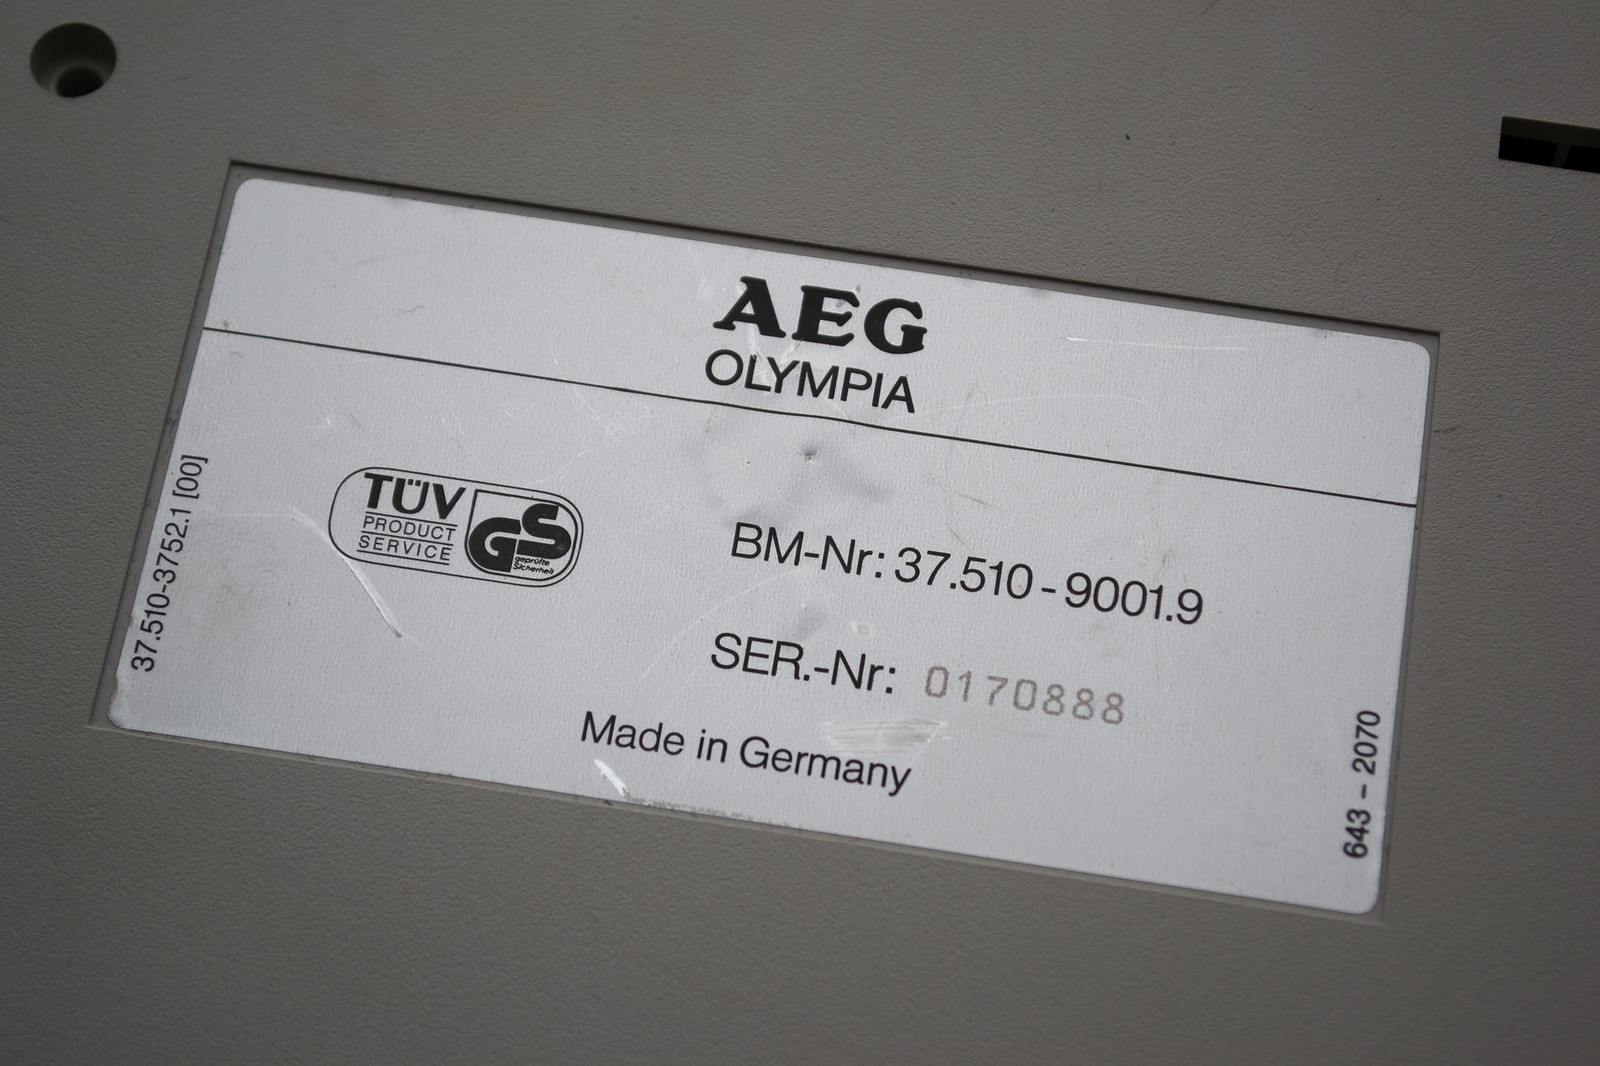 AEG
OLYMPIA
TÜV
PRODUCT
SERVICE
GS
geprüfte
Sicherheit
BM-Nr: 37.510-9001.9
SER.-Nr: 0170888
Made in Germany
37.510-3752.1 [00]
643-2070